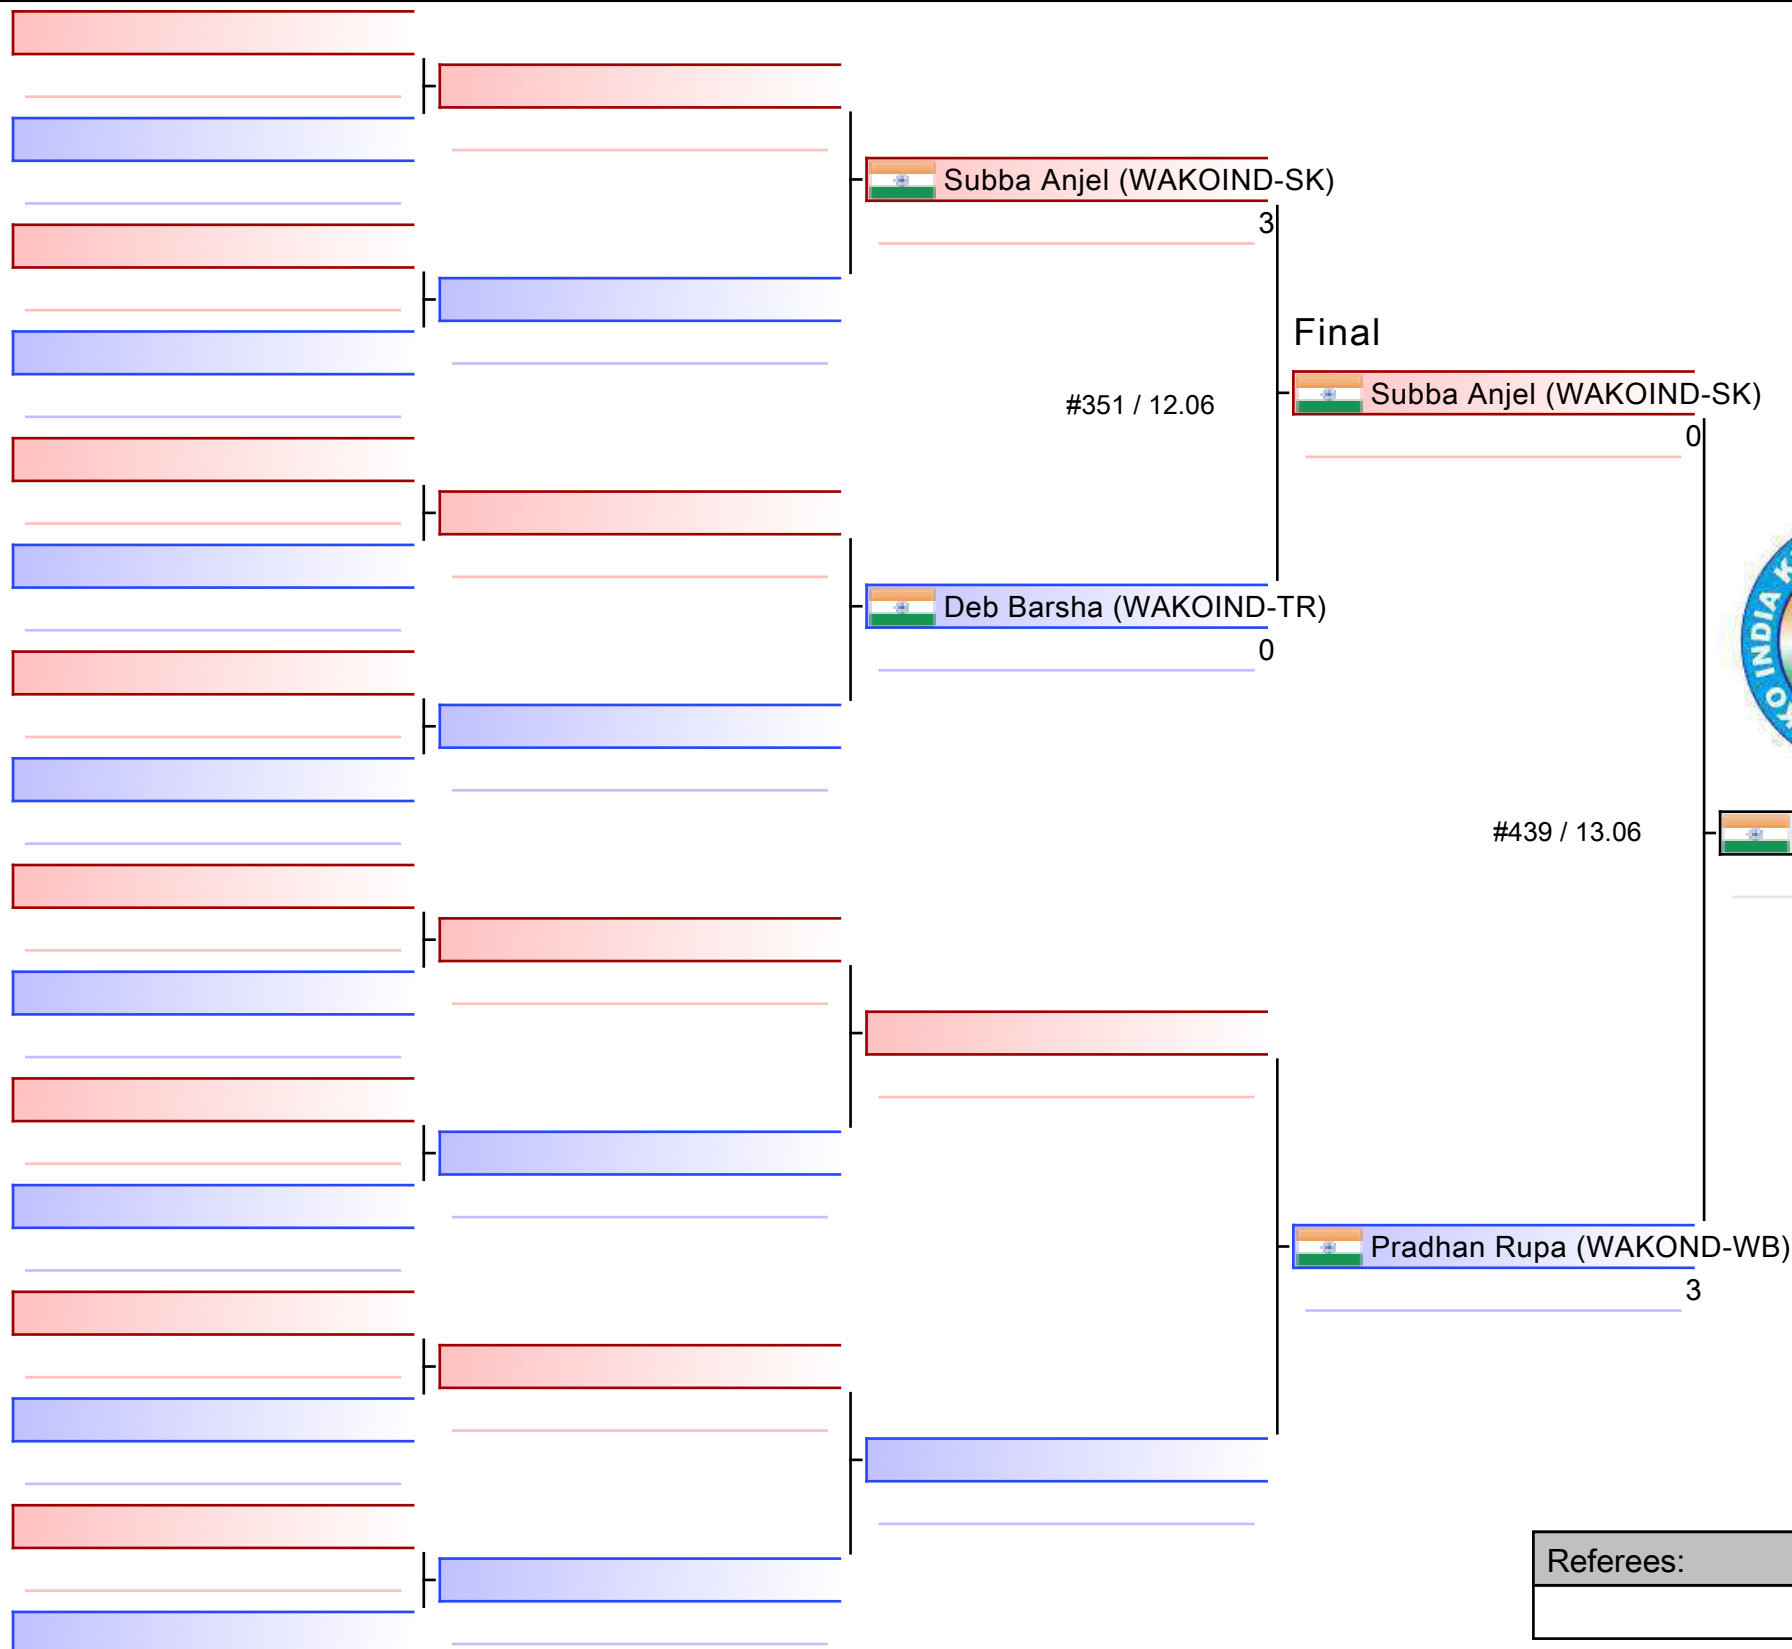 Subba Anjel (WAKOIND-SK)
3
Final
#351 / 12.06
Subba Anjel (WAKOIND-SK)
0
Deb Barsha (WAKOIND-TR)
0
INDIA
#439 / 13.06
Pradhan Rupa (WAKOND-WB)
3
Referees: